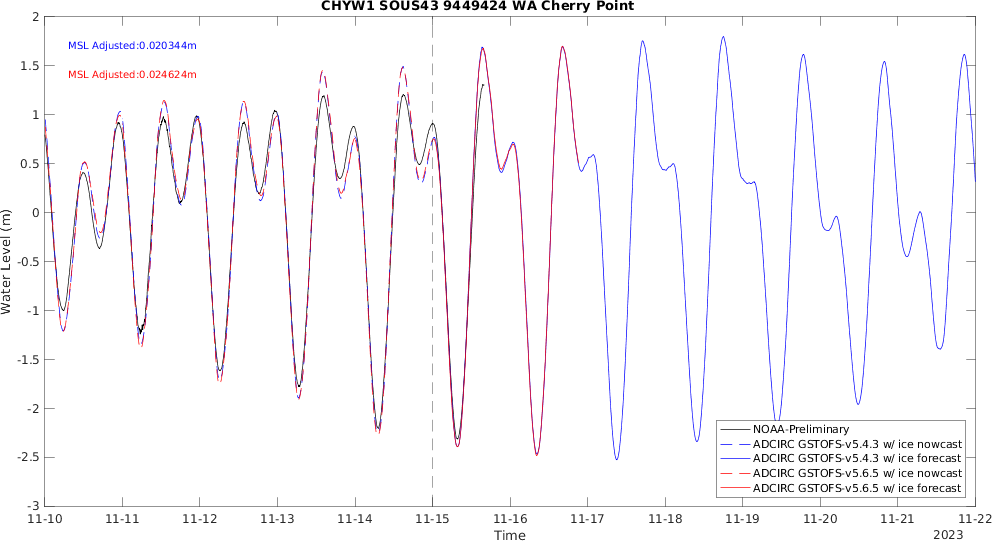 CHYW1 SOUS43 9449424 WA Cherry Point
MSL Adjusted:0.020344m
MSL Adjusted:0.024624m
Water Level (m)
2
1.5
1
0.5
0
-0.5
-1
-1.5
-2
-2.5
-3
NOAA-Preliminary
ADCIRC GSTOFS-v5.4.3 w/ ice nowcast
ADCIRC GSTOFS-v5.4.3 w/ ice forecast
ADCIRC GSTOFS-v5.6.5 w/ ice nowcast
ADCIRC GSTOFS-v5.6.5 w/ ice forecast
11-10 11-11 11-12 11-13 11-14 11-15 11-16 11-17 11-18 11-19 11-20 11-21 11-22
Time
2023